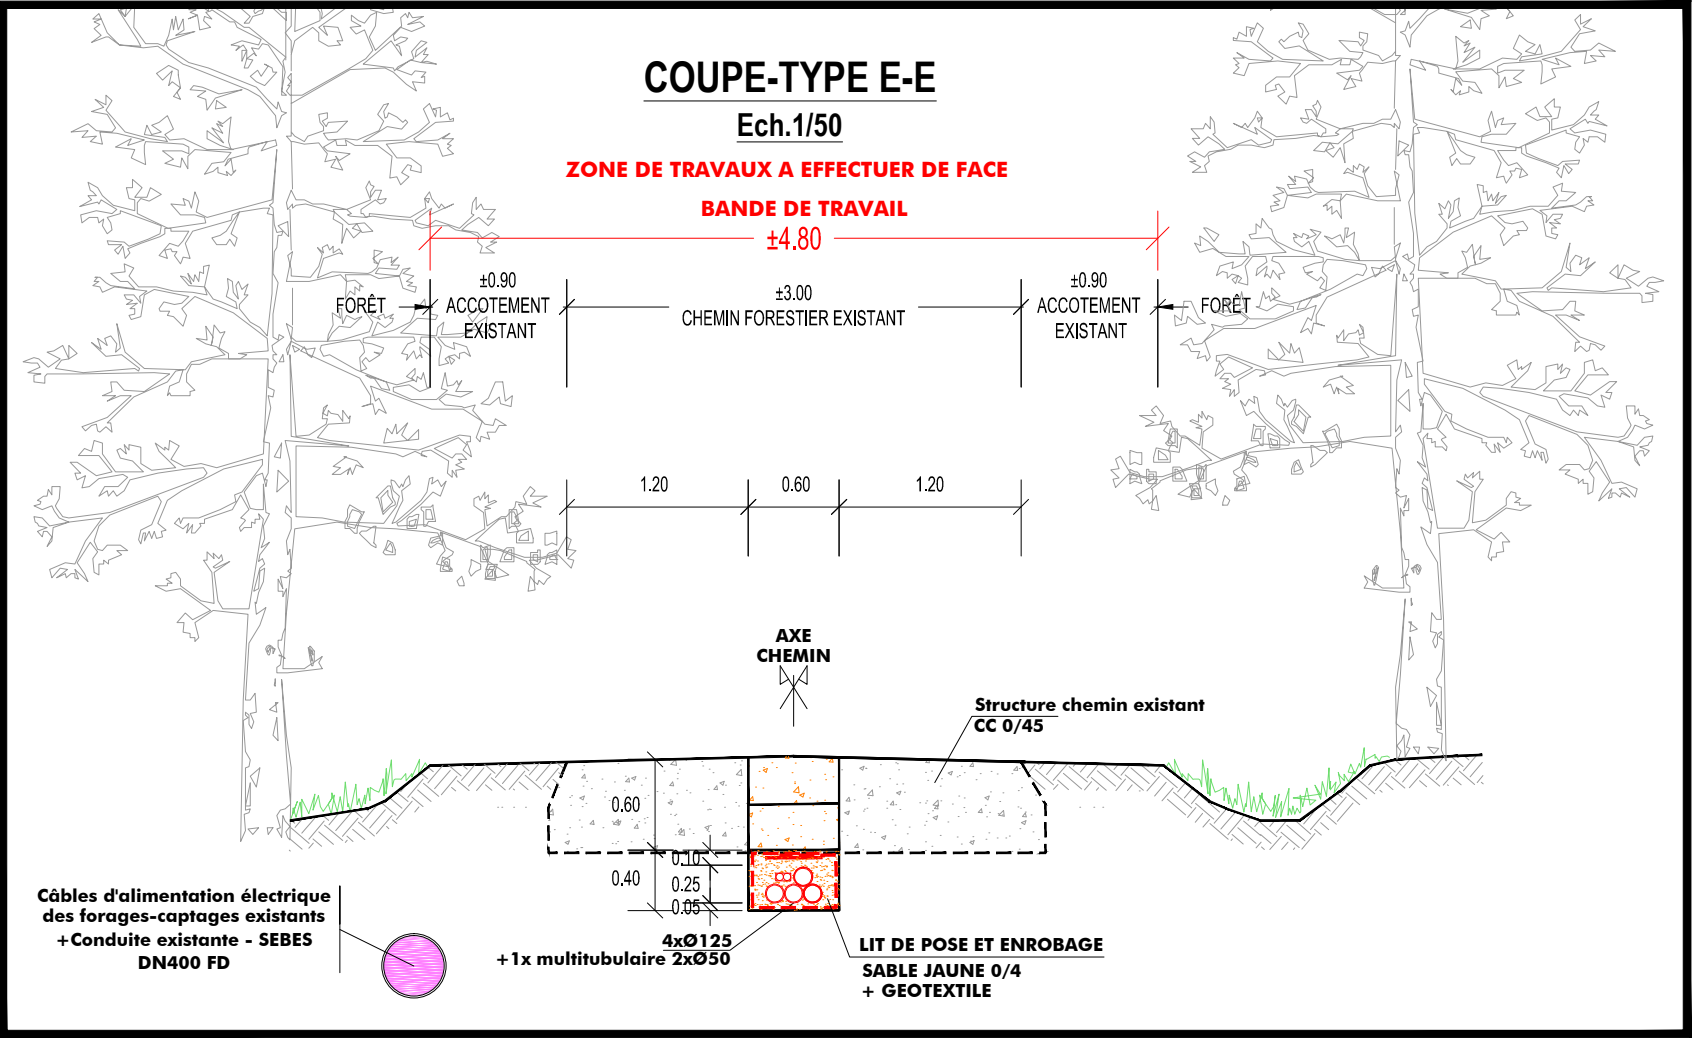 COUPE-TYPE E-E
Ech.1/50
ZONE DE TRAVAUX A EFFECTUER DE FACE
BANDE DE TRAVAIL
±4.80
±0.90
ACCOTEMENT
EXISTANT
FORÊT
±3.00
CHEMIN FORESTIER EXISTANT
±0.90
ACCOTEMENT
EXISTANT
FORÊT
1.20
0.60
1.20
AXE
CHEMIN
Structure chemin existant
CC 0/45
0.60
0.40
0.10
0.25
0.05
Câbles d'alimentation électrique
des forages-captages existants
+Conduite existante - SEBES
DN400 FD
4xØ125
+1x multitubulaire 2xØ50
LIT DE POSE ET ENROBAGE
SABLE JAUNE 0/4
+ GEOTEXTILE